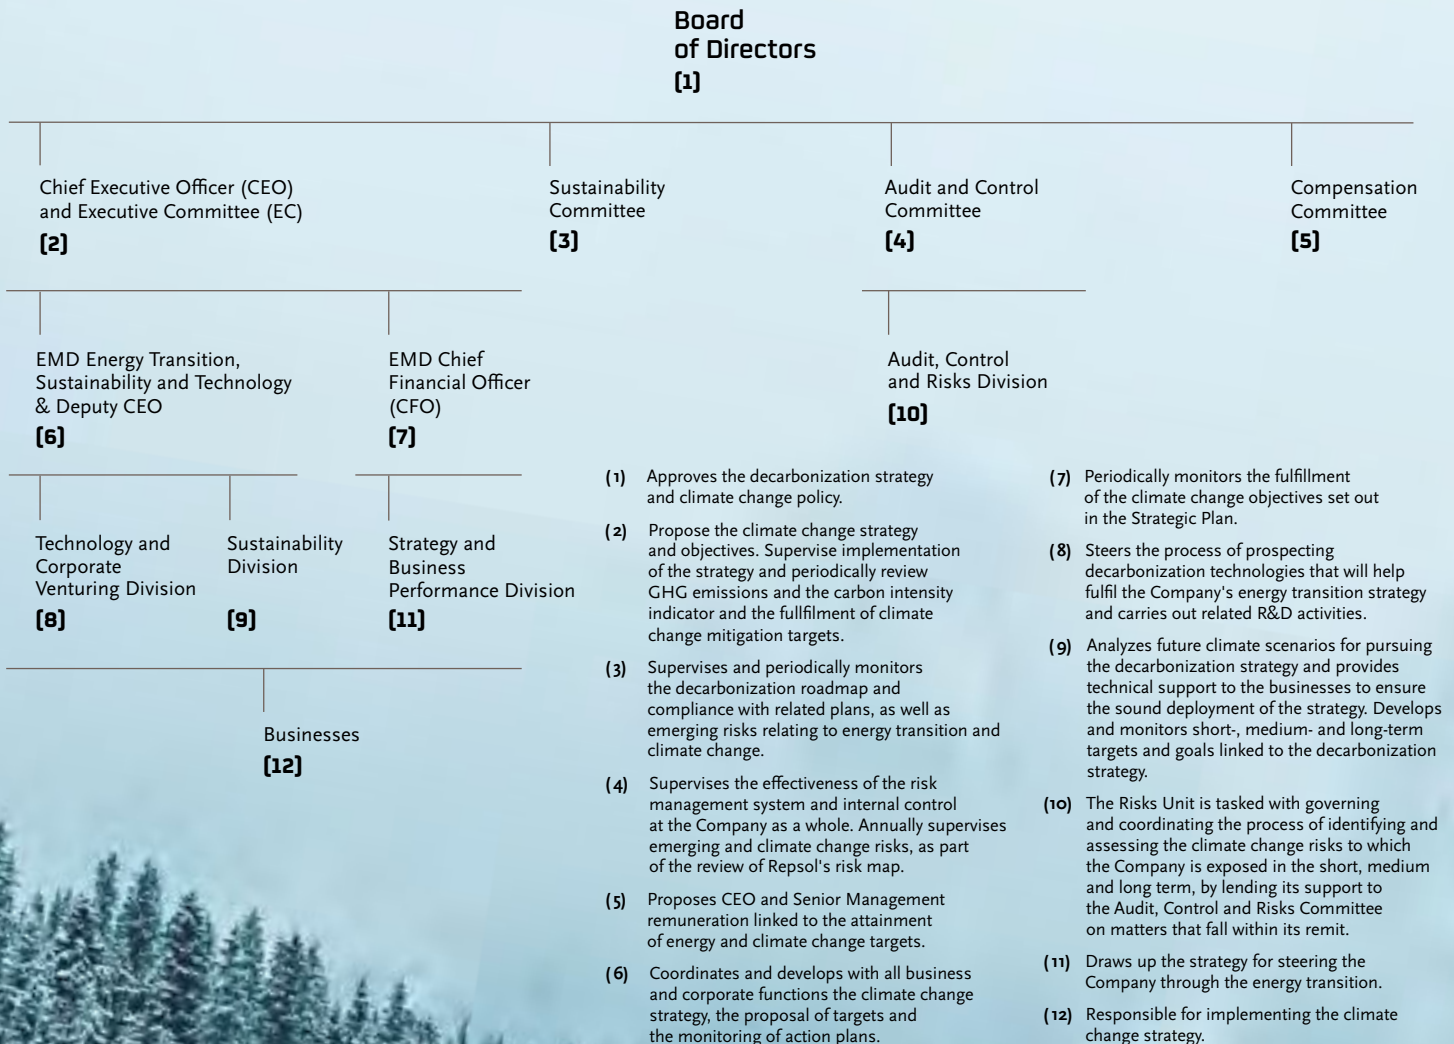 Board
of Directors
(1)
Chief Executive Officer (CEO)
and Executive Committee (EC)
(2)
Sustainability
Committee
(3)
Audit and Control
Committee
(4)
Compensation
Committee
(5)
EMD Energy Transition,
Sustainability and Technology
& Deputy CEO
(6)
EMD Chief
Financial Officer
(CFO)
(7)
Audit, Control
and Risks Division
(10)
Technology and
Corporate
Venturing Division
(8)
Sustainability
Division
(9)
Strategy and
Business
Performance Division
(11)
Businesses
(12)
(1) Approves the decarbonization strategy
and climate change policy.
(2) Propose the climate change strategy
and objectives. Supervise implementation
of the strategy and periodically review
GHG emissions and the carbon intensity
indicator and the fullfilment of climate
change mitigation targets.
(3) Supervises and periodically monitors
the decarbonization roadmap and
compliance with related plans, as well as
emerging risks relating to energy transition and
climate change.
(4) Supervises the effectiveness of the risk
management system and internal control
at the Company as a whole. Annually supervises
emerging and climate change risks, as part
of the review of Repsol's risk map.
(5) Proposes CEO and Senior Management
remuneration linked to the attainment
of energy and climate change targets.
(6) Coordinates and develops with all business
and corporate functions the climate change
strategy, the proposal of targets and
the monitoring of action plans.
(7) Periodically monitors the fulfillment
of the climate change objectives set out
in the Strategic Plan.
(8) Steers the process of prospecting
decarbonization technologies that will help
fulfil the Company's energy transition strategy
and carries out related R&D activities.
(9) Analyzes future climate scenarios for pursuing
the decarbonization strategy and provides
technical support to the businesses to ensure
the sound deployment of the strategy. Develops
and monitors short-, medium- and long-term
targets and goals linked to the decarbonization
strategy.
(10) The Risks Unit is tasked with governing
and coordinating the process of identifying and
assessing the climate change risks to which
the Company is exposed in the short, medium
and long term, by lending its support to
the Audit, Control and Risks Committee
on matters that fall within its remit.
(11) Draws up the strategy for steering the
Company through the energy transition.
(12) Responsible for implementing the climate
change strategy.